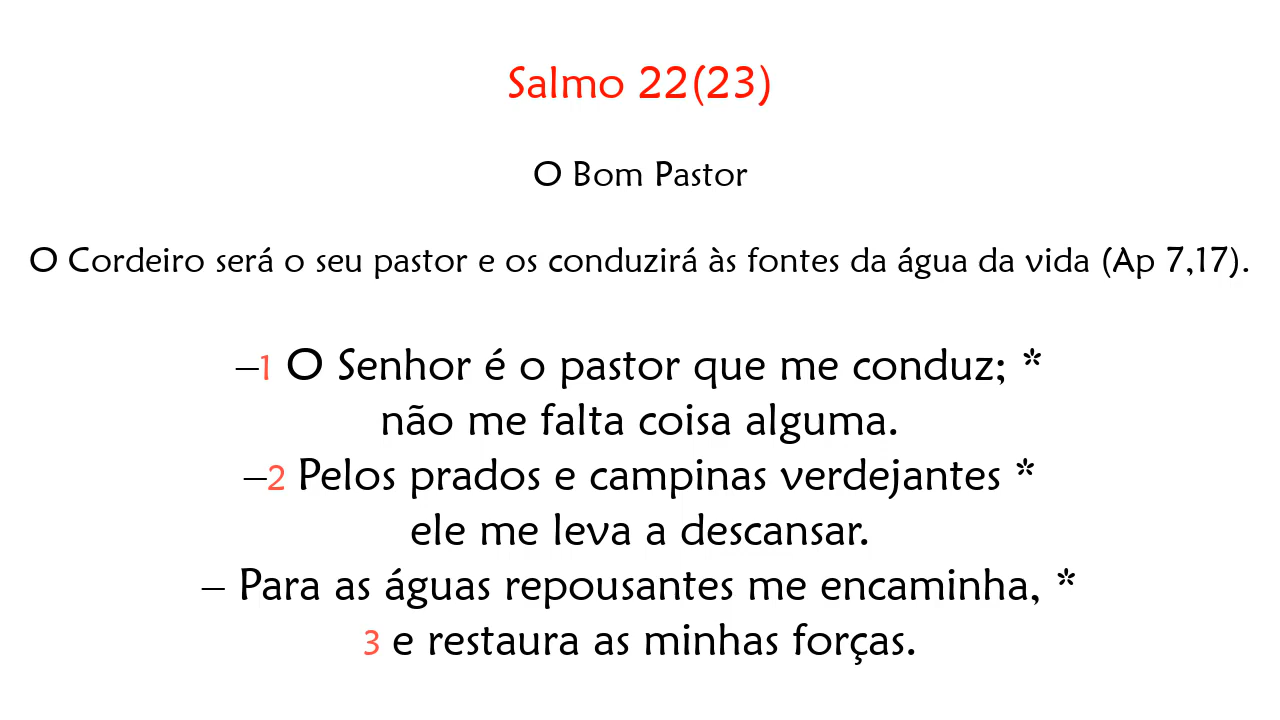 Salmo 22(23)
O Bom Pastor
O Cordeiro será o seu pastor e os conduzirá às fontes da água da vida (Ap 7,17).
–1 O Senhor é o pastor que me conduz; *
não me falta coisa alguma.
–2 Pelos prados e campinas verdejantes *
ele me leva a descansar.
– Para as águas repousantes me encaminha, *
3 e restaura as minhas forças.